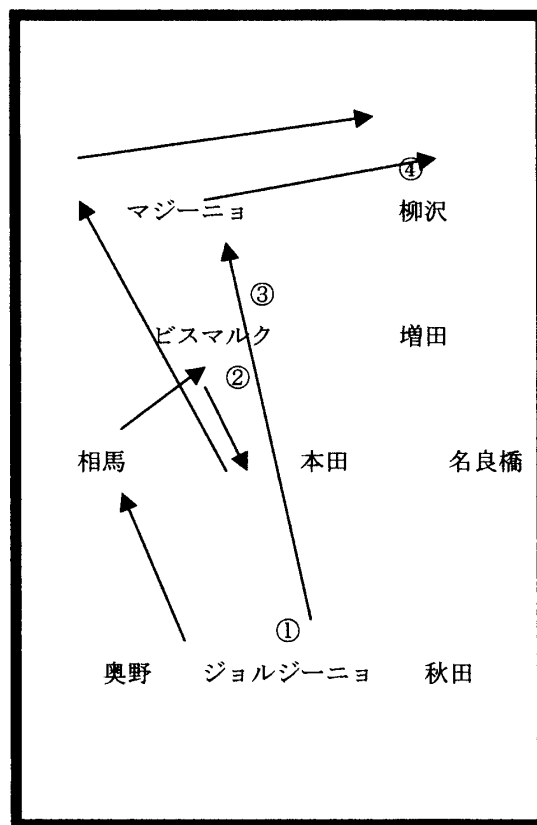 ④
マジーニョ 柳沢
③
ビスマルク 増田
②
相馬 本田 名良橋
①
奥野 ジョルジーニョ 秋田